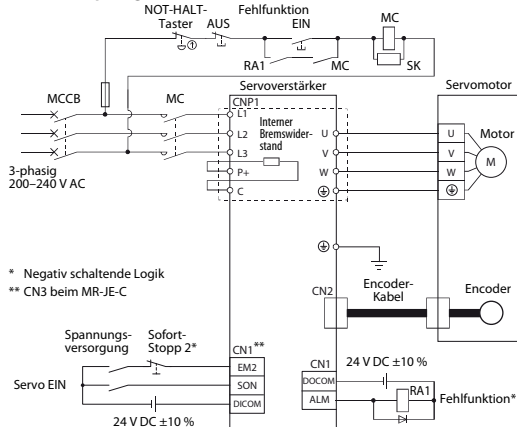 NOT-HALT-
Taster
AUS
Fehlfunktion
EIN
MC
RA1
MC
SK
Servoverstärker
Servomotor
MCCB
MC
CNP1
L1
L2
L3
P+
C
Interner
Bremswider-
stand
U
V
W
U
V
W
Motor
M
3-phasig
200–240 V AC
* Negativ schaltende Logik
** CN3 beim MR-JE-C
CN2
Encoder-
Kabel
Encoder
Spannungs-
versorgung
Sofort-
Stopp 2*
CN1**
EM2
SON
DICOM
Servo EIN
24 V DC ±10 %
CN1
DOCOM
ALM
24 V DC ±10 %
RA1
Fehlfunktion*